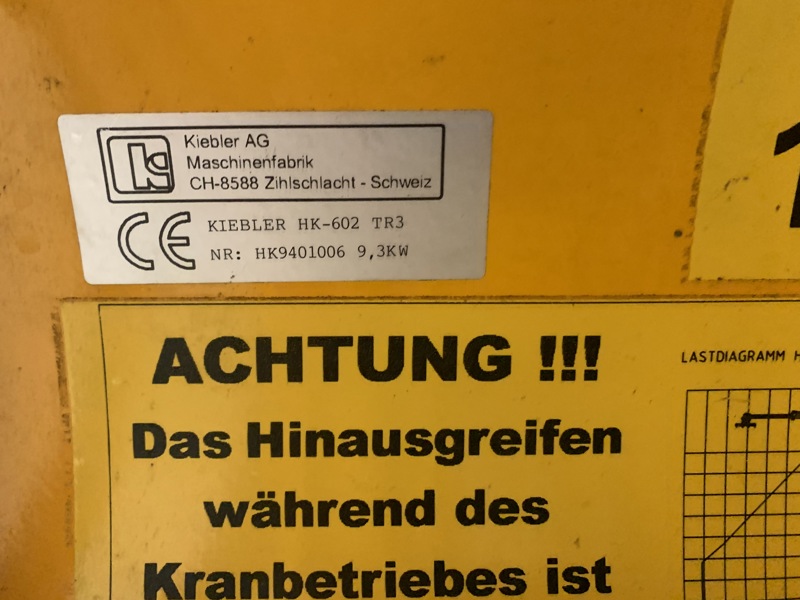 Kiebler AG
Maschinenfabrik
CH-8588 Zihlschlacht - Schweiz
CE
KIEBLER HK-602 TR3
NR: HK9401006 9,3KW
ACHTUNG !!!
Das Hinausgreifen
während des
Kranbetriebes ist
LASTDIAGRAMM